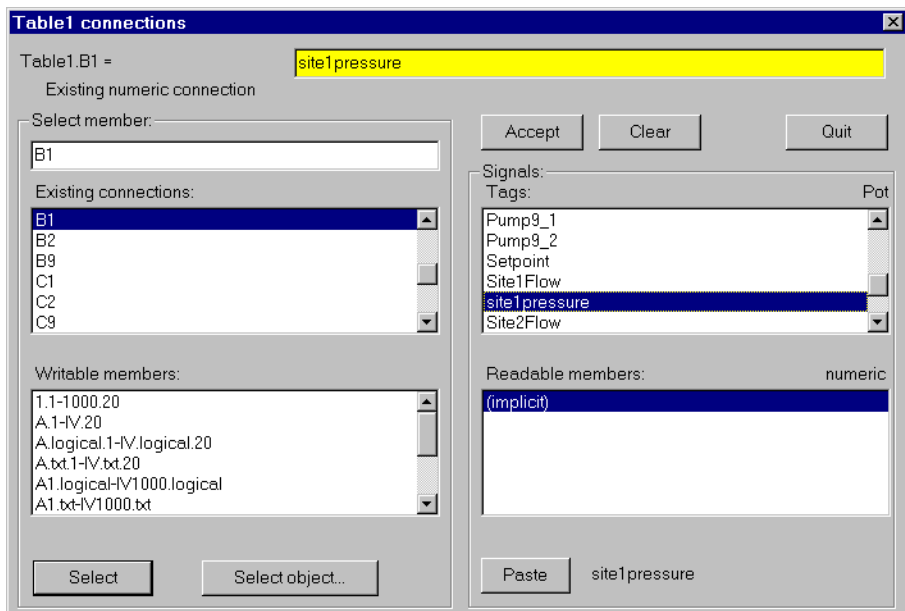 Table1 connections
Table1.B1 =
site1pressure
Existing numeric connection
Select member:
B1
Existing connections:
B1
B2
B9
C1
C2
C9
Writable members:
1.1-1000.20
A.1-IV.20
A.logical.1-IV.logical.20
A.txt.1-IV.txt.20
A1.logical-IV1000.logical
A1.txt-IV1000.txt
Select
Select object...
Accept
Clear
Quit
Signals:
Tags:
Pot
Pump9_1
Pump9_2
Setpoint
Site1Flow
site1pressure
Site2Flow
Readable members:
numeric
(implicit)
Paste
site1pressure